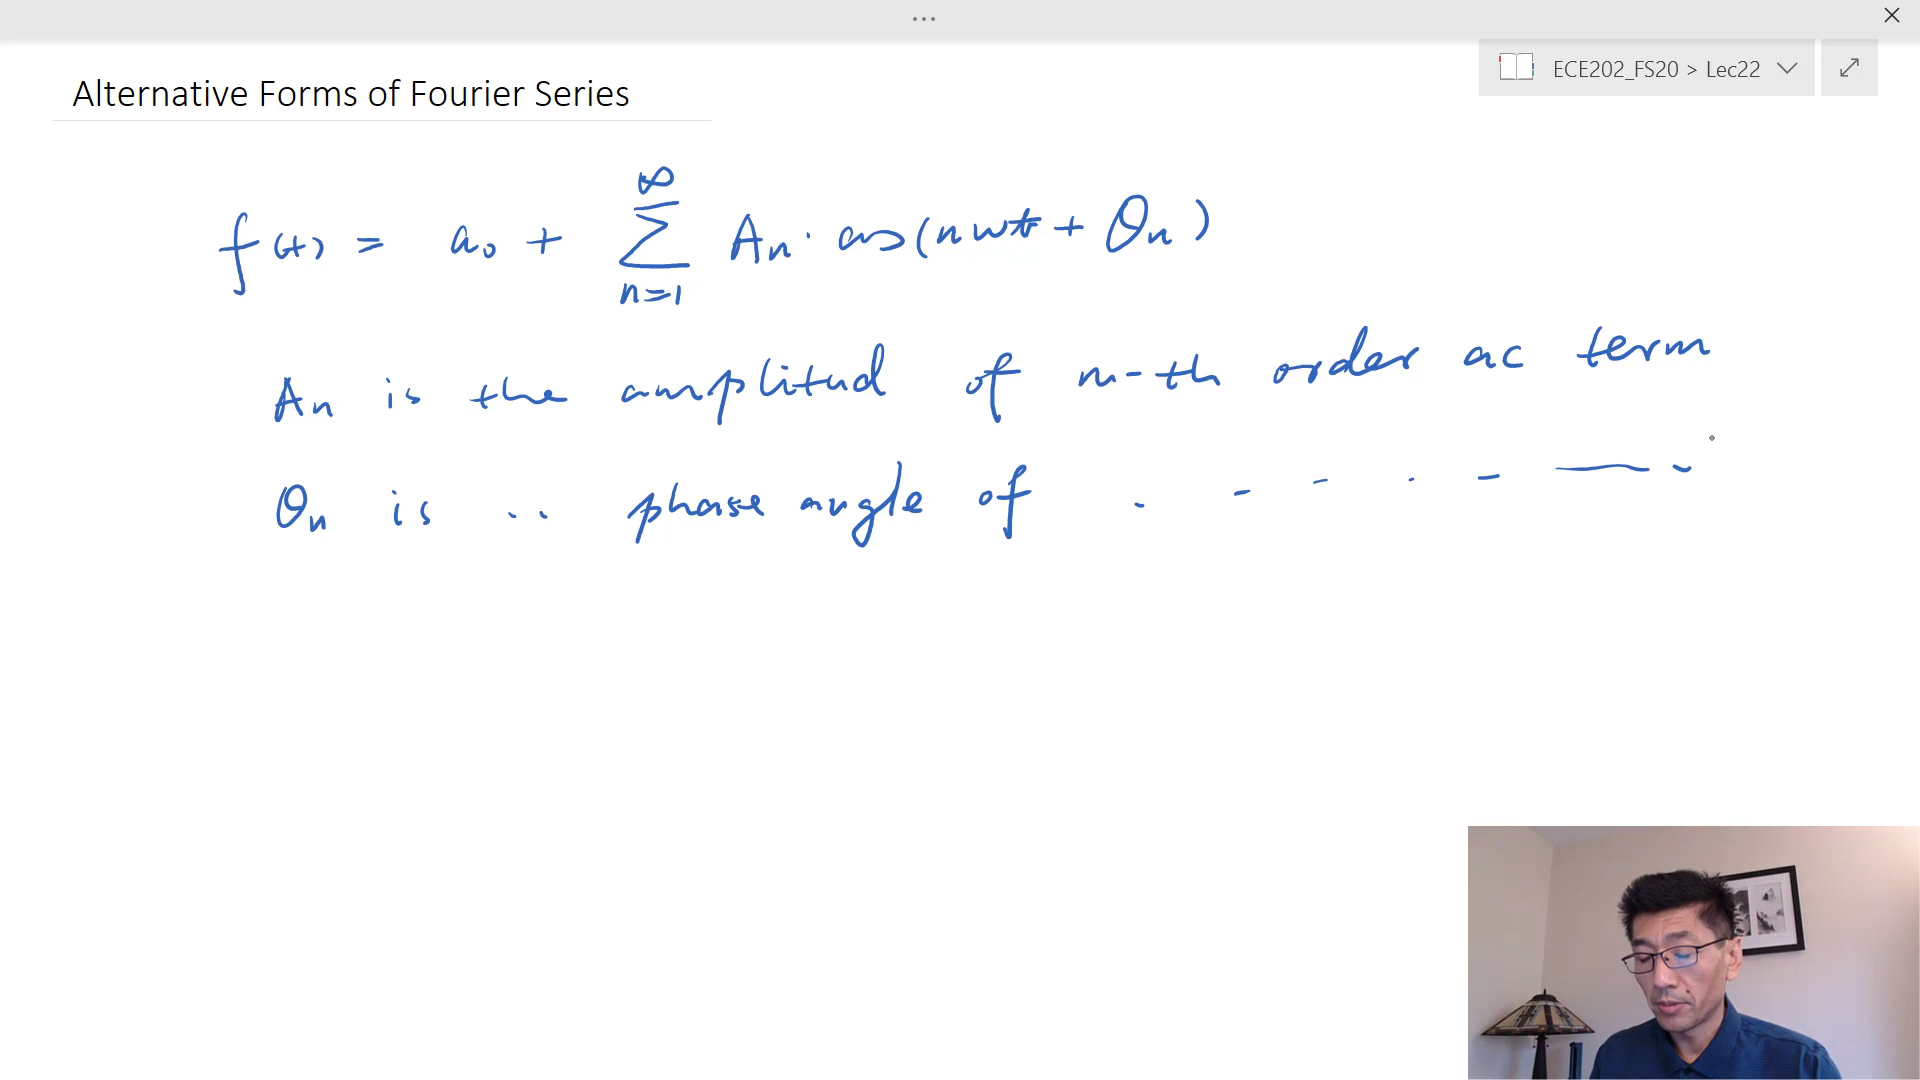 ECE202_FS20 > Lec22
Alternative Forms of Fourier Series
f(t) = a₀ + ∑ₙ₌₁^∞ Aₙ · cos(nωt + θₙ)
Aₙ is the amplitud of n-th order ac term
θₙ is .. phase angle of . - - . - — -